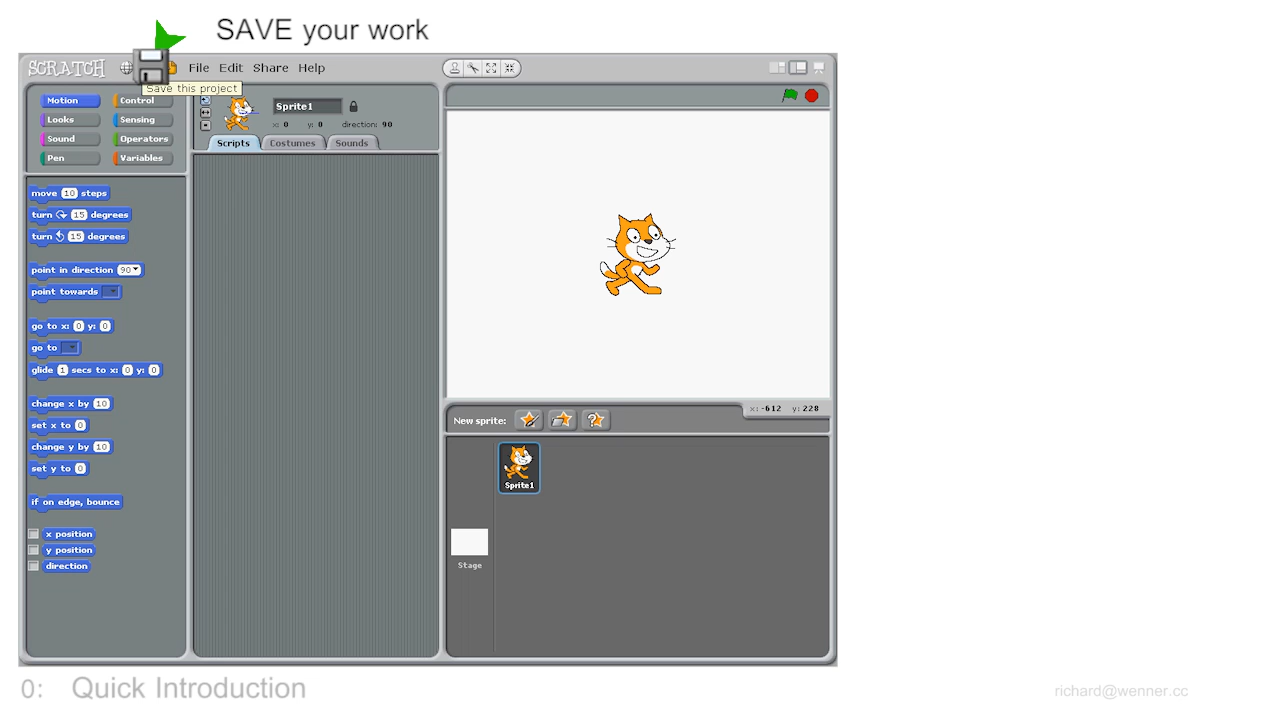 SAVE your work
SCRATCH File Edit Share Help
Save this project
Motion Control
Looks Sensing
Sound Operators
Pen Variables
Sprite1
x: 0 y: 0 direction: 90
Scripts Costumes Sounds
move 10 steps
turn 15 degrees
turn 15 degrees
point in direction 90
point towards
go to x: 0 y: 0
go to
glide 1 secs to x: 0 y: 0
change x by 10
set x to 0
change y by 10
set y to 0
if on edge, bounce
x position
y position
direction
x: -612 y: 228
New sprite:
Sprite1
Stage
0: Quick Introduction
richard@wenner.cc